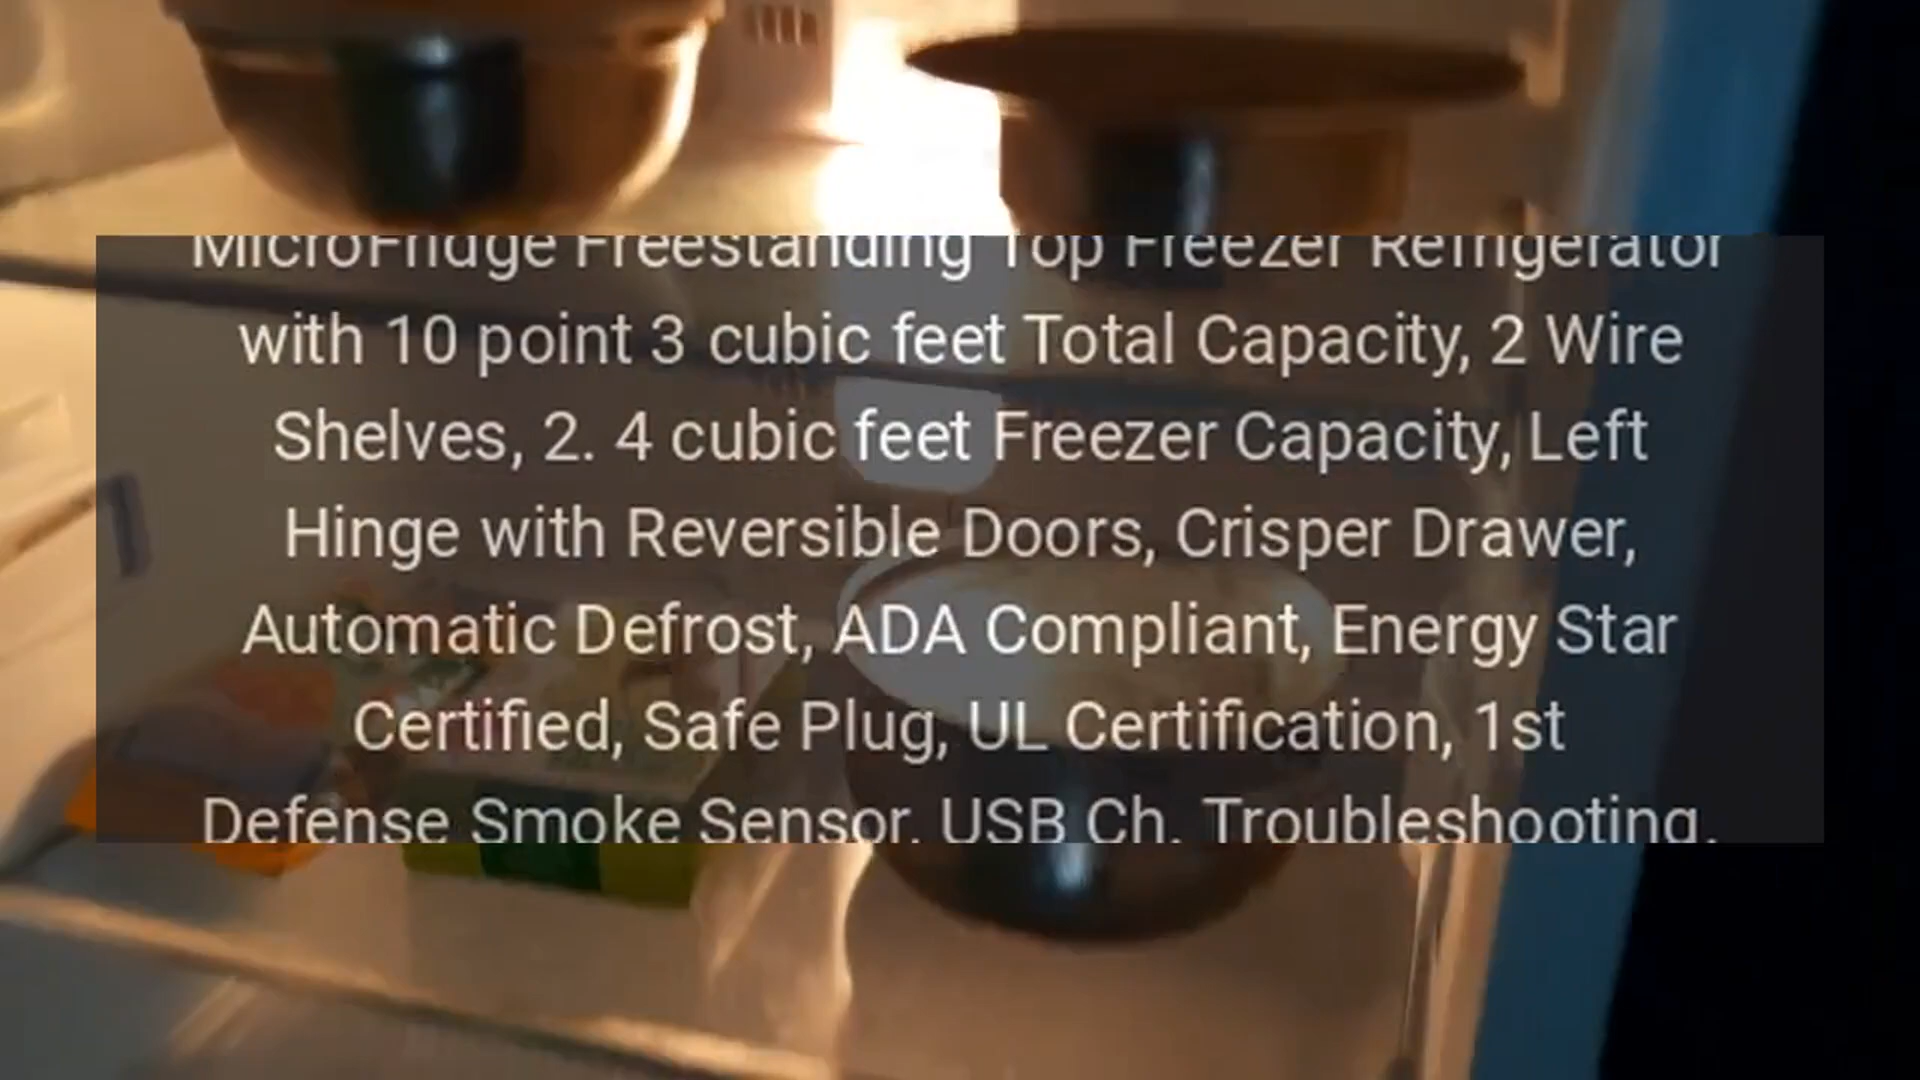 MicroFridge Freestanding Top Freezer Refrigerator
with 10 point 3 cubic feet Total Capacity, 2 Wire
Shelves, 2. 4 cubic feet Freezer Capacity, Left
Hinge with Reversible Doors, Crisper Drawer,
Automatic Defrost, ADA Compliant, Energy Star
Certified, Safe Plug, UL Certification, 1st
Defense Smoke Sensor, USB Ch. Troubleshooting,